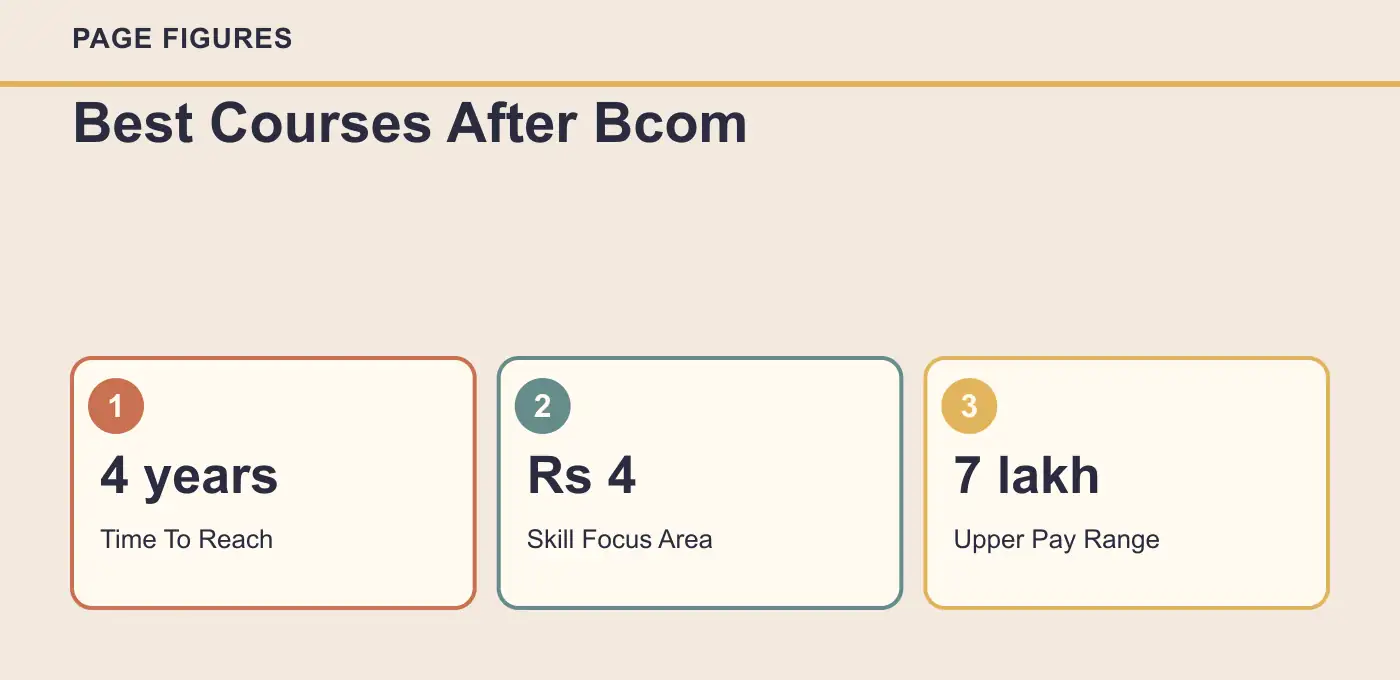 PAGE FIGURES
Best Courses After Bcom
1
4 years
Time To Reach
2
Rs 4
Skill Focus Area
3
7 lakh
Upper Pay Range